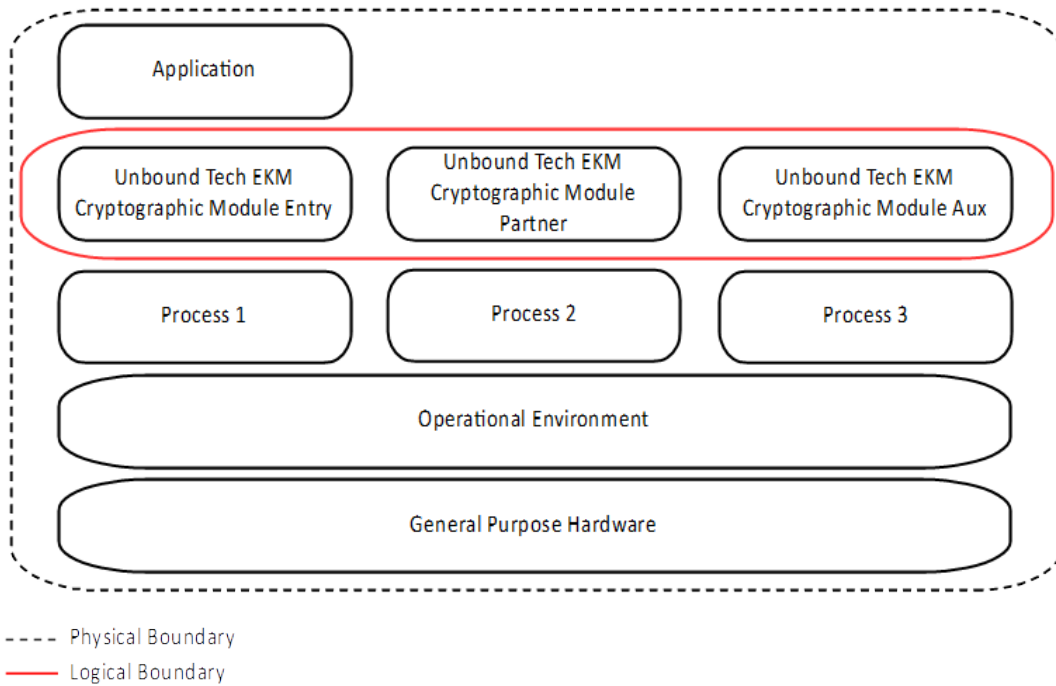 Application
Unbound Tech EKM
Cryptographic Module Entry
Unbound Tech EKM
Cryptographic Module
Partner
Unbound Tech EKM
Cryptographic Module Aux
Process 1
Process 2
Process 3
Operational Environment
General Purpose Hardware
Physical Boundary
Logical Boundary